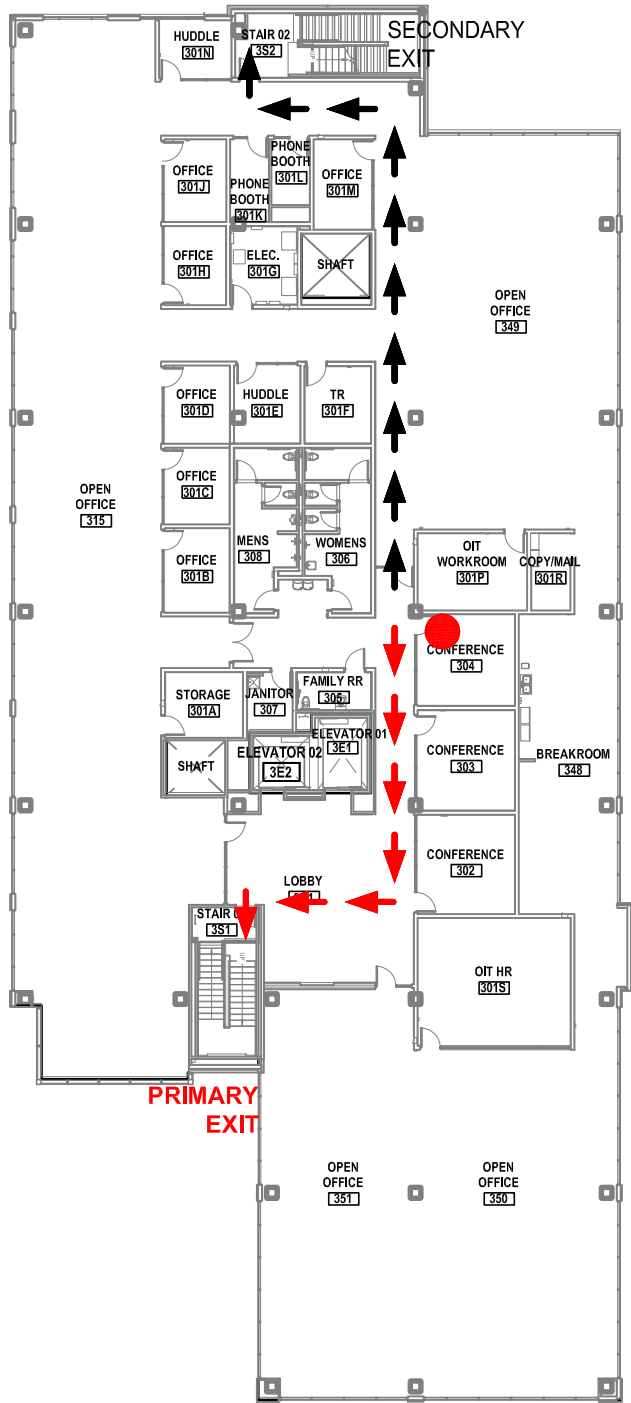 SECONDARY
EXIT
HUDDLE
301N
STAIR 02
3S2
UP
OFFICE
301J
PHONE
BOOTH
301K
PHONE
BOOTH
301L
OFFICE
301M
OFFICE
301H
ELEC.
301G
SHAFT
OPEN
OFFICE
349
OFFICE
301D
HUDDLE
301E
TR
301F
OFFICE
301C
OPEN
OFFICE
315
MENS
308
WOMENS
306
OFFICE
301B
OIT
WORKROOM
301P
COPY/MAIL
301R
CONFERENCE
304
STORAGE
301A
JANITOR
307
FAMILY RR
305
ELEVATOR 01
3E1
ELEVATOR 02
3E2
SHAFT
CONFERENCE
303
BREAKROOM
348
CONFERENCE
302
LOBBY
STAIR
3S1
UP
OIT HR
301S
PRIMARY
EXIT
OPEN
OFFICE
351
OPEN
OFFICE
350